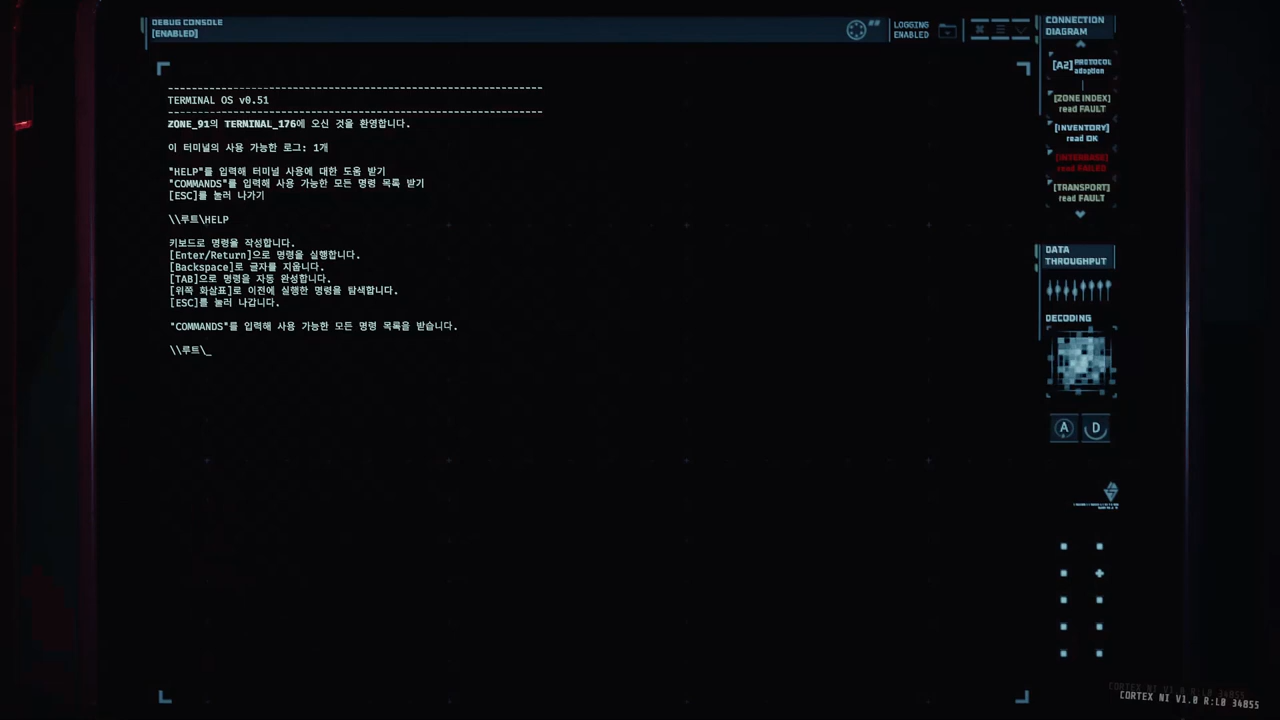 DEBUG CONSOLE
[ENABLED]
##
LOGGING
ENABLED
CONNECTION
DIAGRAM
[A2] PROTOCOL
adoption
[ZONE INDEX]
read FAULT
[INVENTORY]
read OK
[INTERBASE]
read FAILED
[TRANSPORT]
read FAULT
DATA
THROUGHPUT
DECODING
A
D
TERMINAL OS v0.51
ZONE_91의 TERMINAL_176에 오신 것을 환영합니다.
이 터미널의 사용 가능한 로그: 1개
"HELP"를 입력해 터미널 사용에 대한 도움 받기
"COMMANDS"를 입력해 사용 가능한 모든 명령 목록 받기
[ESC]를 눌러 나가기
\\루트\HELP
키보드로 명령을 작성합니다.
[Enter/Return]으로 명령을 실행합니다.
[Backspace]로 글자를 지웁니다.
[TAB]으로 명령을 자동 완성합니다.
[위쪽 화살표]로 이전에 실행한 명령을 탐색합니다.
[ESC]를 눌러 나갑니다.
"COMMANDS"를 입력해 사용 가능한 모든 명령 목록을 받습니다.
\\루트\_
CORTEX NI V1.0 R:L0 34855